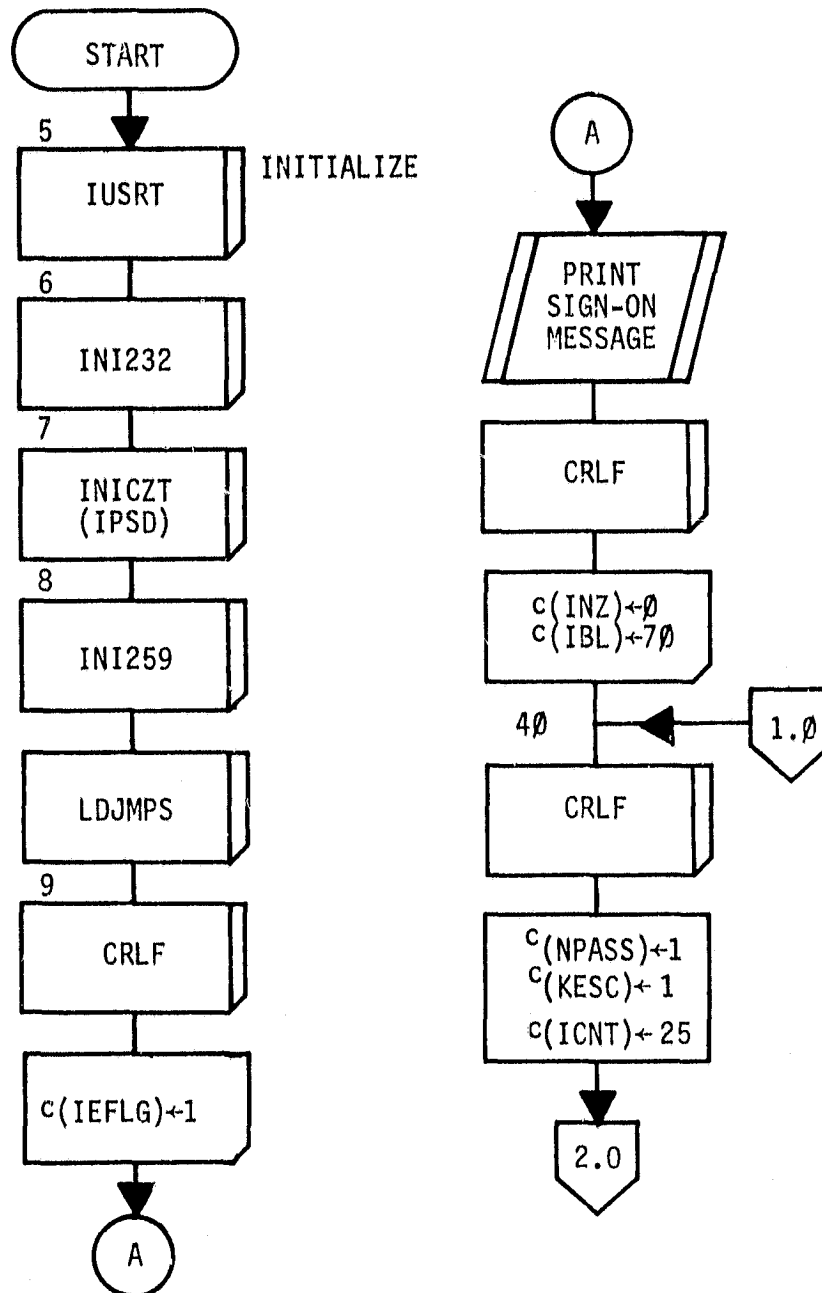 START
5
IUSRT
INITIALIZE
6
INI232
7
INICZT
(IPSD)
8
INI259
LDJMPS
9
CRLF
c(IEFLG)←1
A
A
PRINT
SIGN-ON
MESSAGE
CRLF
c(INZ)←Ø
c(IBL)←7Ø
4Ø
1.Ø
CRLF
c(NPASS)←1
c(KESC)←1
c(ICNT)←25
2.0